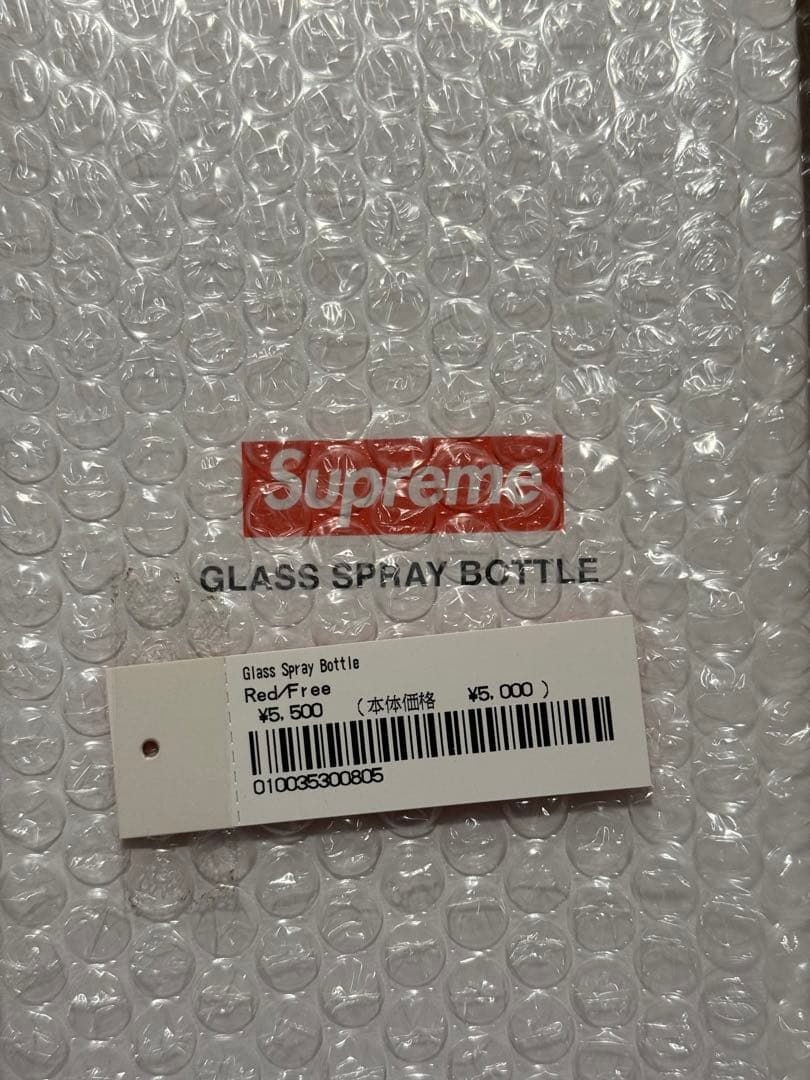 Supreme
GLASS SPRAY BOTTLE
Glass Spray Bottle
Red/Free
¥5,500 (本体価格 ¥5,000 )
010035300805